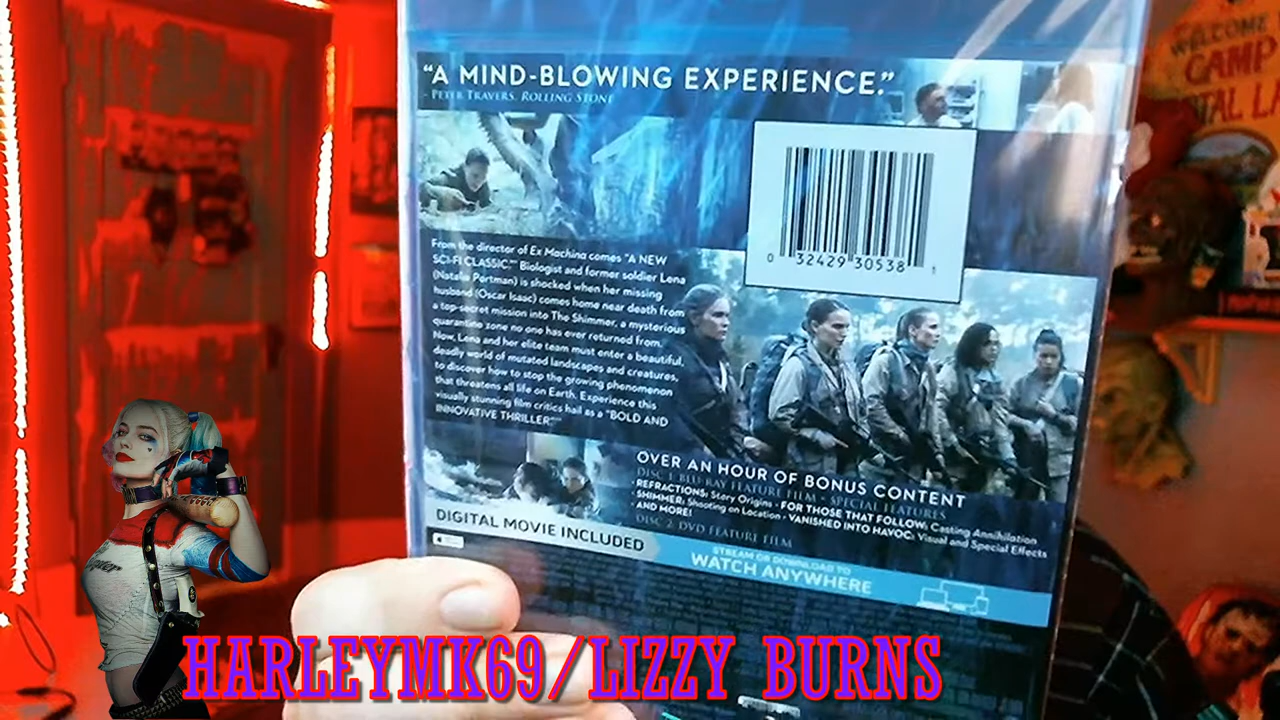 "A MIND-BLOWING EXPERIENCE."
- PETER TRAVERS, ROLLING STONE
WELCOME
CAMP
0 32429 30538 1
From the director of Ex Machina comes "A NEW
SCI-FI CLASSIC." Biologist and former soldier Lena
(Natalie Portman) is shocked when her missing
husband (Oscar Isaac) comes home near death from
a top-secret mission into The Shimmer, a mysterious
quarantine zone no one has ever returned from.
Now, Lena and her elite team must enter a beautiful,
deadly world of mutated landscapes and creatures,
to discover how to stop the growing phenomenon
that threatens all life on Earth. Experience this
visually stunning film critics hail as a "BOLD AND
INNOVATIVE THRILLER."
OVER AN HOUR OF BONUS CONTENT
DISC 1: BLU-RAY FEATURE FILM + SPECIAL FEATURES
• REFRACTIONS: Story Origins • FOR THOSE THAT FOLLOW: Casting Annihilation
• SHIMMER: Shooting on Location • VANISHED INTO HAVOC: Visual and Special Effects
• AND MORE!
DISC 2: DVD FEATURE FILM
DIGITAL MOVIE INCLUDED
STREAM OR DOWNLOAD TO
WATCH ANYWHERE
HARLEYMK69/LIZZY BURNS